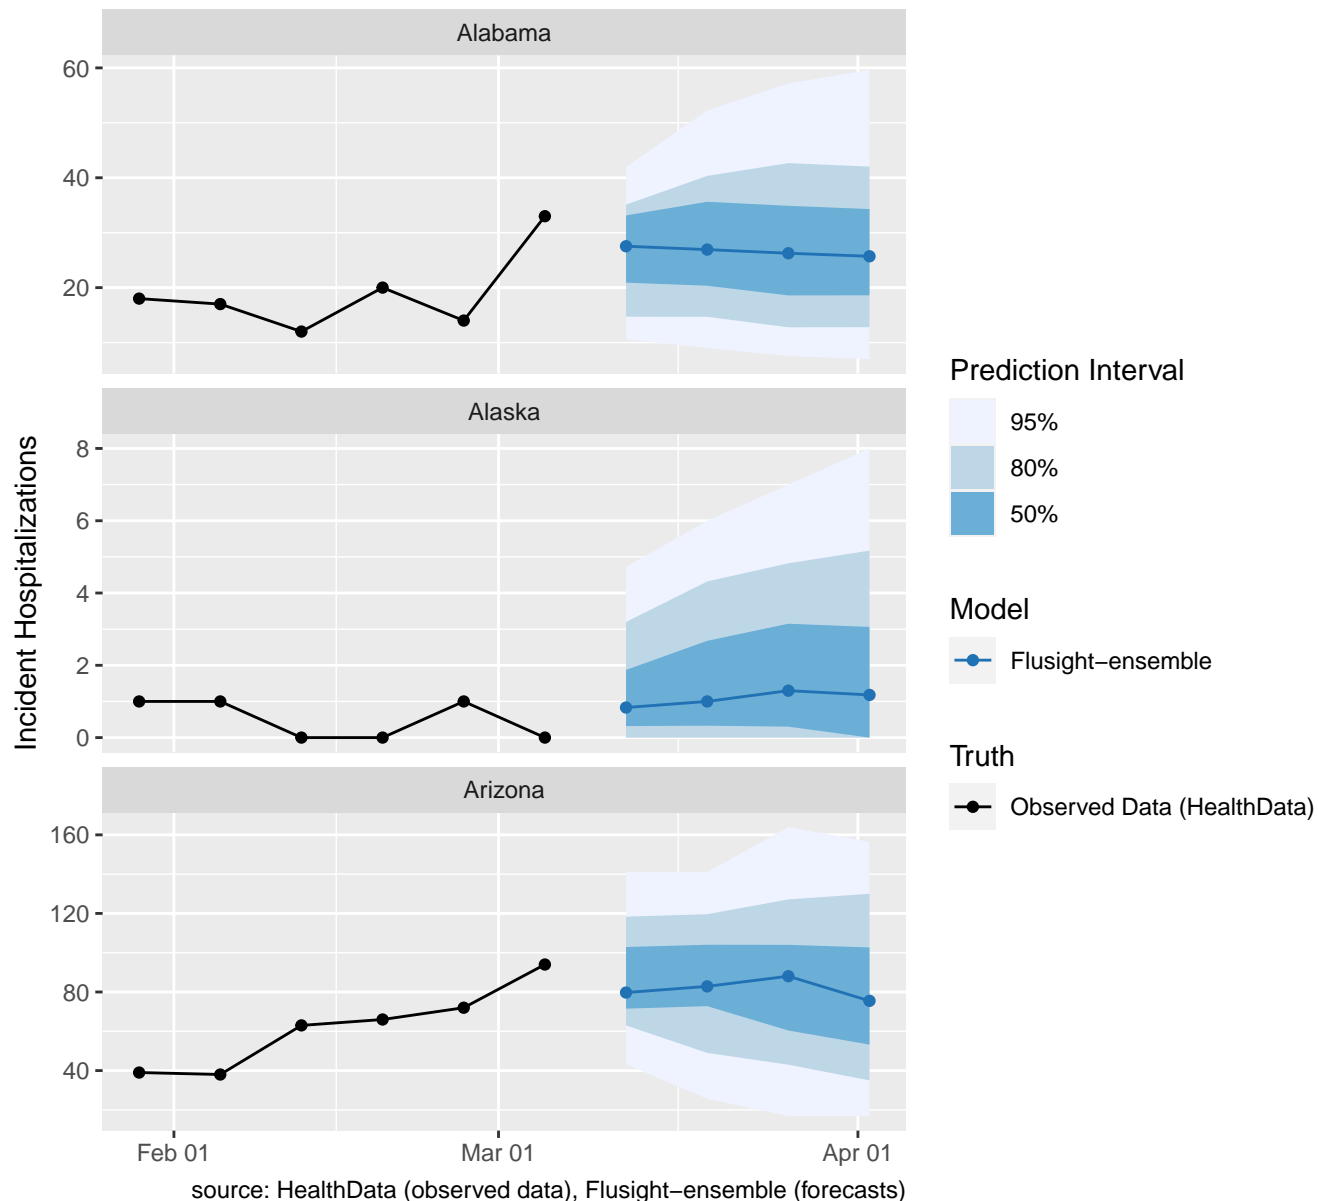 Alabama
60
40
20
Alaska
8
6
4
2
0
Arizona
160
120
80
40
Incident Hospitalizations
Feb 01
Mar 01
Apr 01
source: HealthData (observed data), Flusight−ensemble (forecasts)
Prediction Interval
95%
80%
50%
Model
Flusight−ensemble
Truth
Observed Data (HealthData)